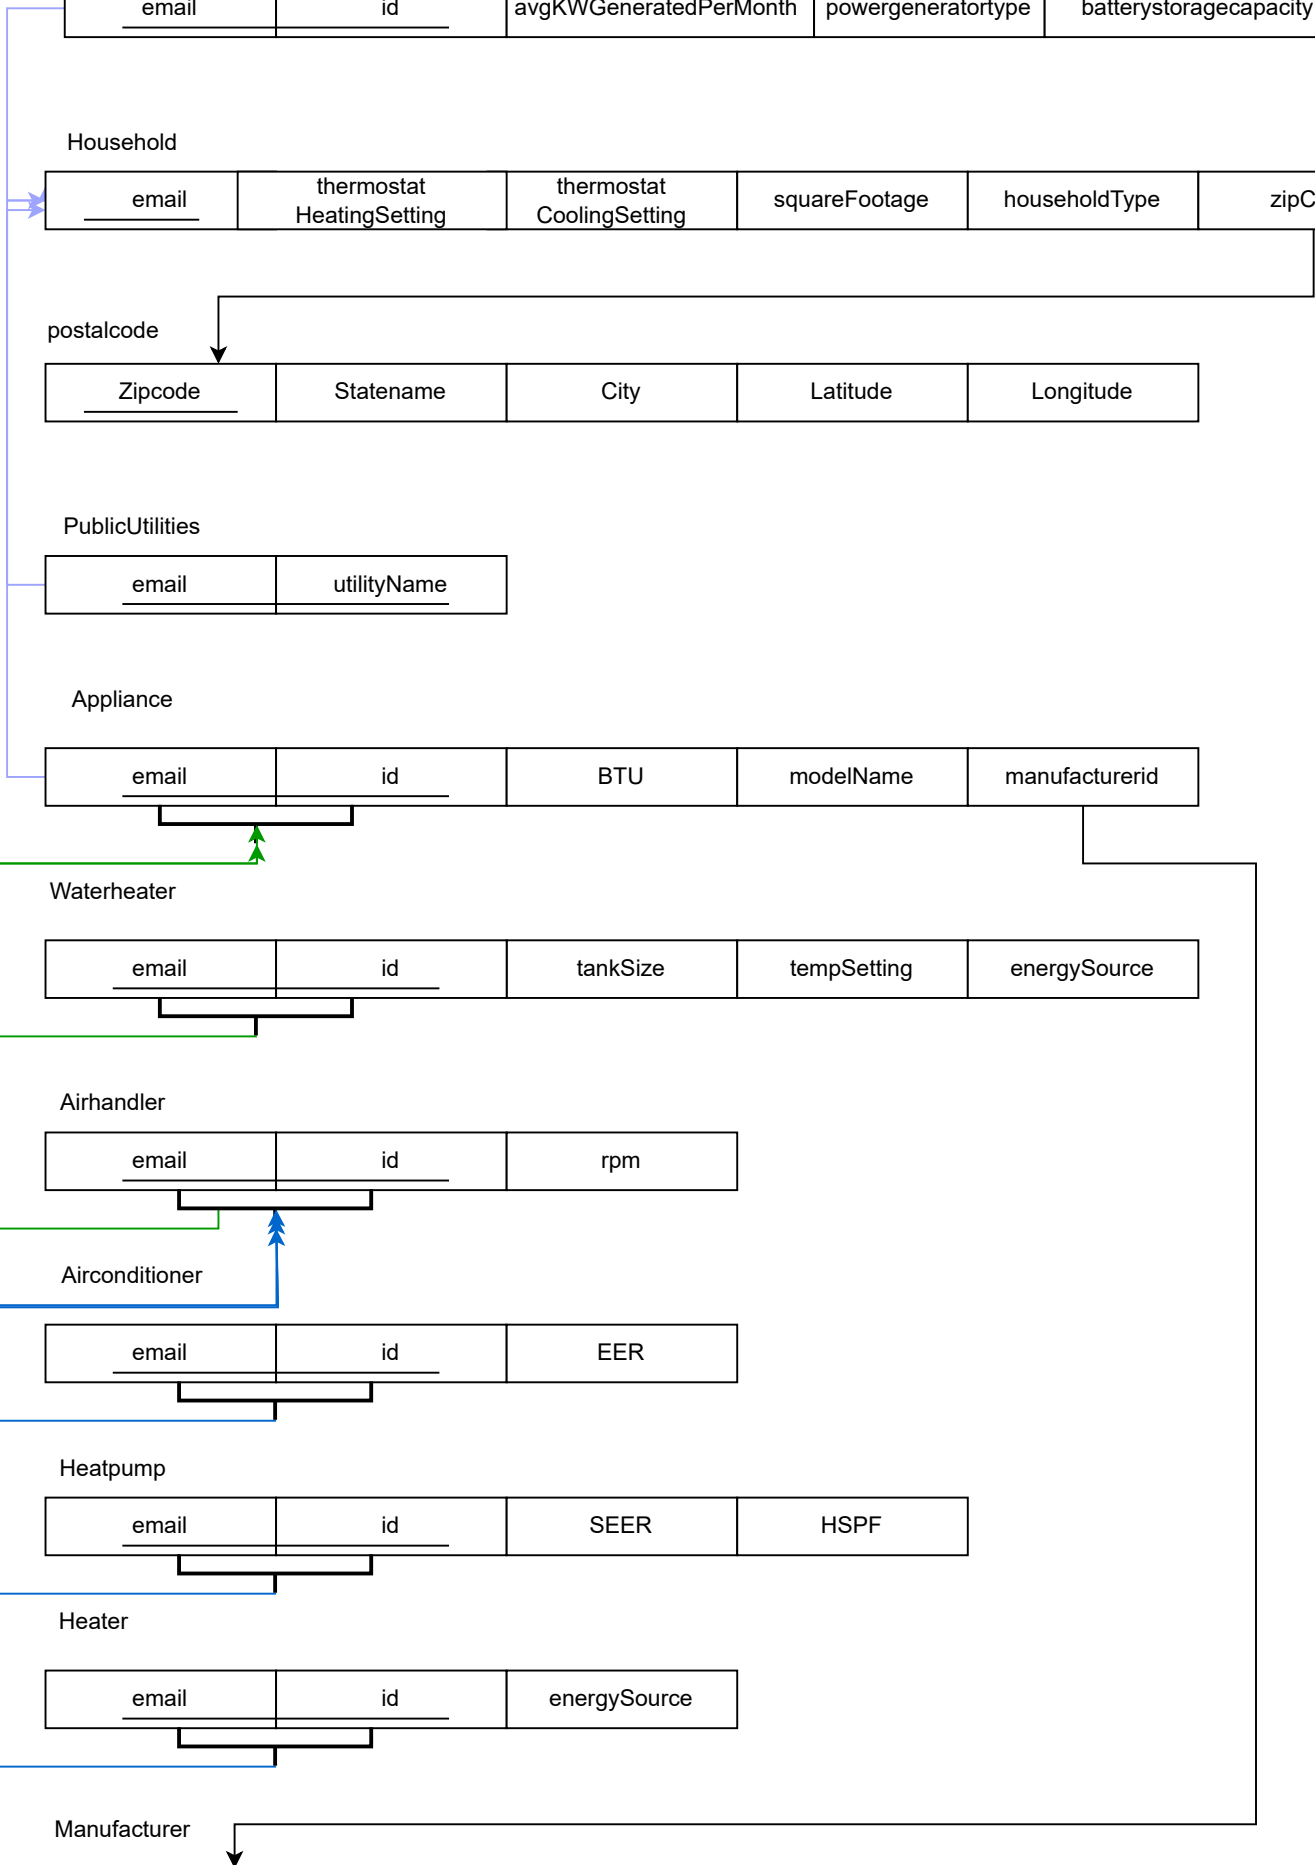 email id avgKWGeneratedPerMonth powergeneratortype batterystoragecapacity
Household
email thermostat HeatingSetting thermostat CoolingSetting squareFootage householdType zipC
postalcode
Zipcode Statename City Latitude Longitude
PublicUtilities
email utilityName
Appliance
email id BTU modelName manufacturerid
Waterheater
email id tankSize tempSetting energySource
Airhandler
email id rpm
Airconditioner
email id EER
Heatpump
email id SEER HSPF
Heater
email id energySource
Manufacturer